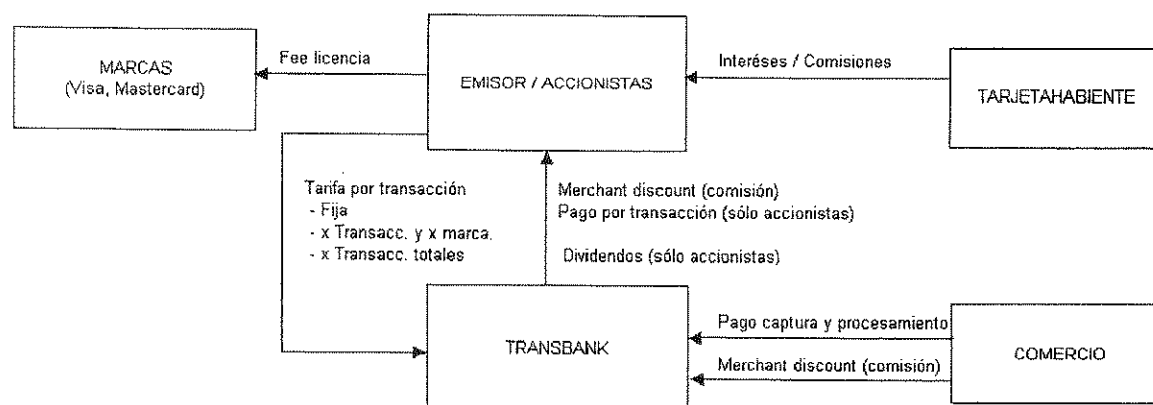 MARCAS
(Visa, Mastercard)
Fee licencia
EMISOR / ACCIONISTAS
Interéses / Comisiones
TARJETAHABIENTE
Tarifa por transacción
- Fija
- x Transacc. y x marca.
- x Transacc. totales
Merchant discount (comisión)
Pago por transacción (sólo accionistas)
Dividendos (sólo accionistas)
TRANSBANK
Pago captura y procesamiento
Merchant discount (comisión)
COMERCIO